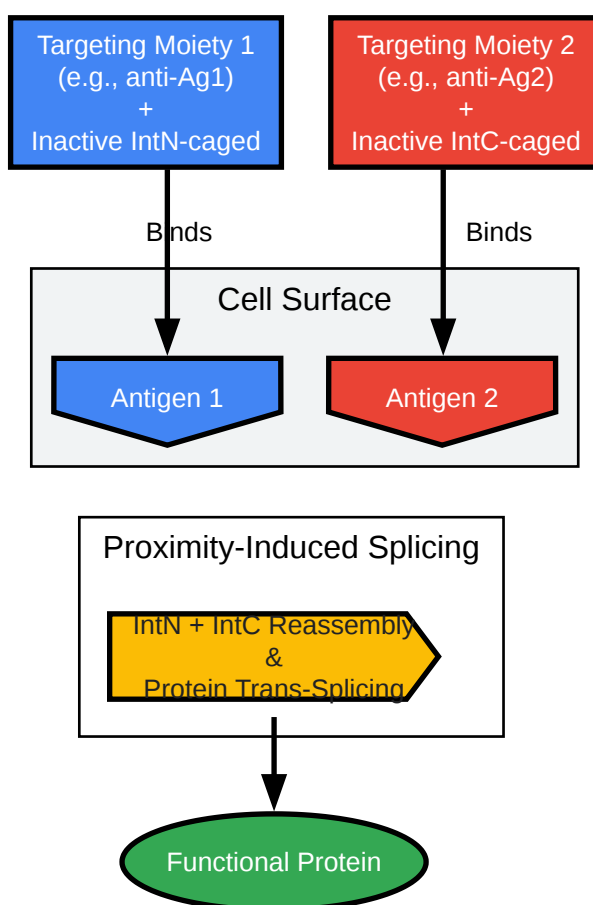 Targeting Moiety 1
(e.g., anti-Ag1)
+
Inactive IntN-caged
Targeting Moiety 2
(e.g., anti-Ag2)
+
Inactive IntC-caged
Binds
Binds
Cell Surface
Antigen 1
Antigen 2
Proximity-Induced Splicing
IntN + IntC Reassembly
&
Protein Trans-Splicing
Functional Protein